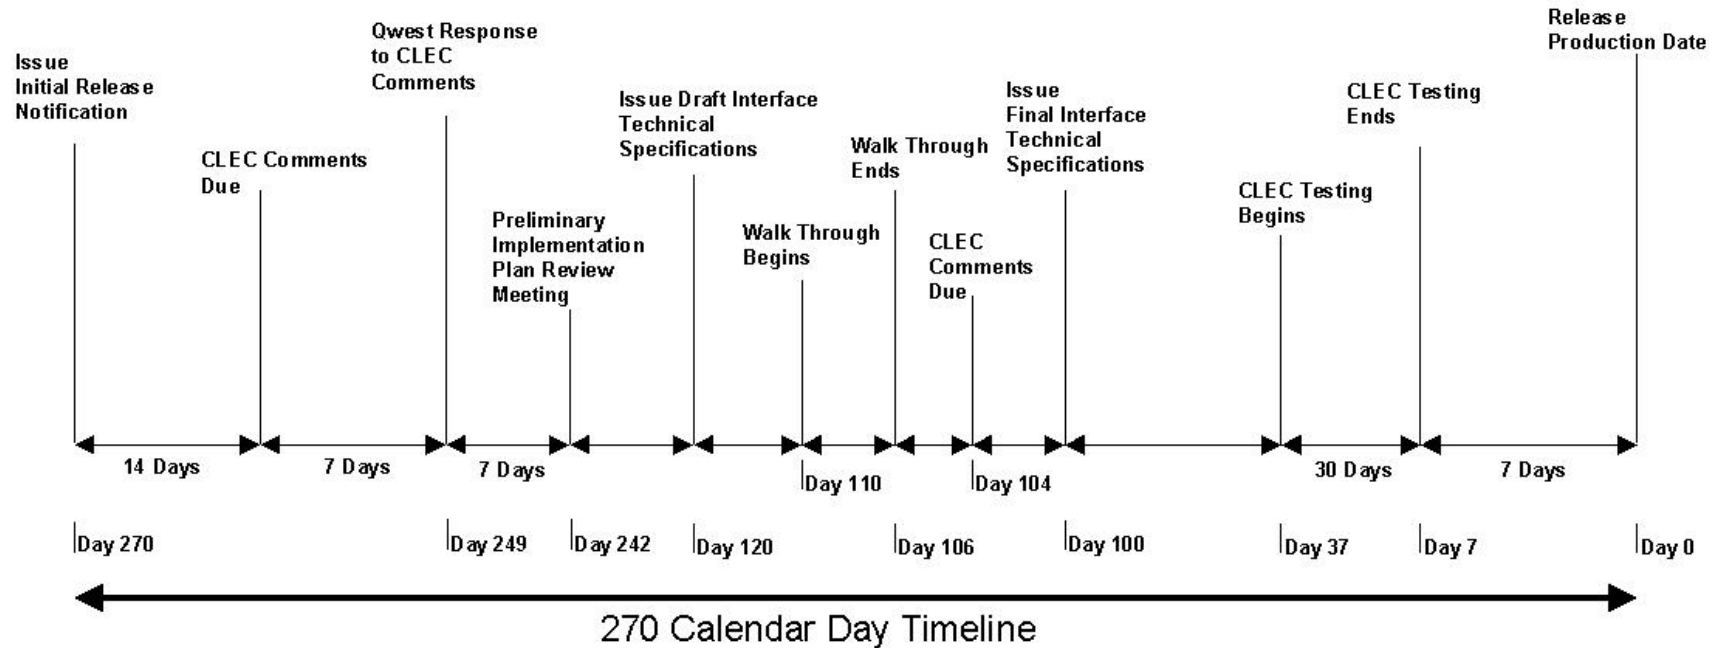 Issue
Initial Release
Notification
CLEC Comments
Due
Qwest Response
to CLEC
Comments
Preliminary
Implementation
Plan Review
Meeting
Issue Draft Interface
Technical
Specifications
Walk Through
Begins
Walk Through
Ends
CLEC
Comments
Due
Issue
Final Interface
Technical
Specifications
CLEC Testing
Begins
CLEC Testing
Ends
Release
Production Date
14 Days
7 Days
7 Days
30 Days
7 Days
Day 110
Day 104
Day 270
Day 249
Day 242
Day 120
Day 106
Day 100
Day 37
Day 7
Day 0
270 Calendar Day Timeline